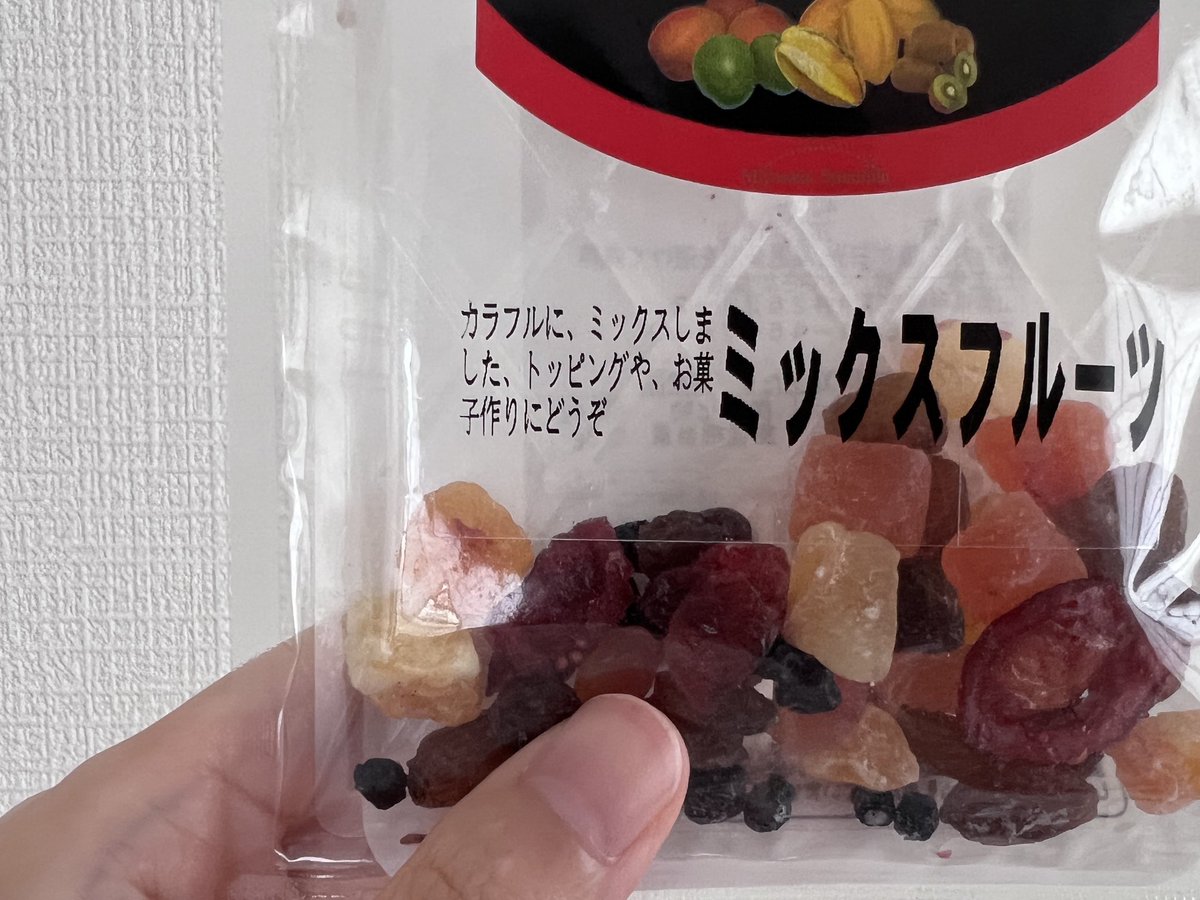 カラフルに、ミックスしま
した、トッピングや、お菓
子作りにどうぞ
ミックスフルーツ